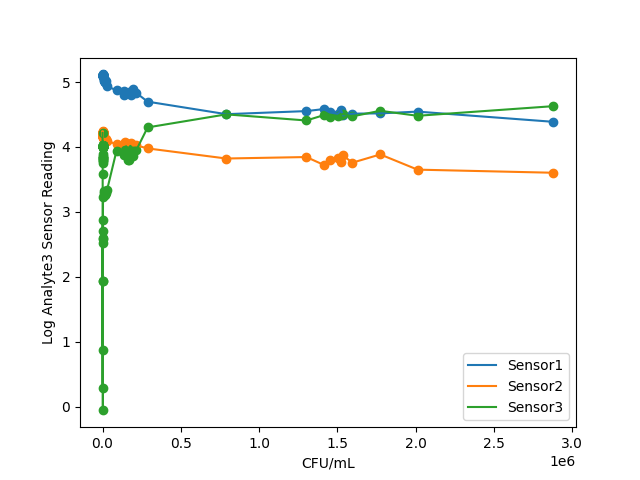 5
4
3
2
1
0
Log Analyte3 Sensor Reading
0.0 0.5 1.0 1.5 2.0 2.5 3.0
CFU/mL
1e6
Sensor1
Sensor2
Sensor3